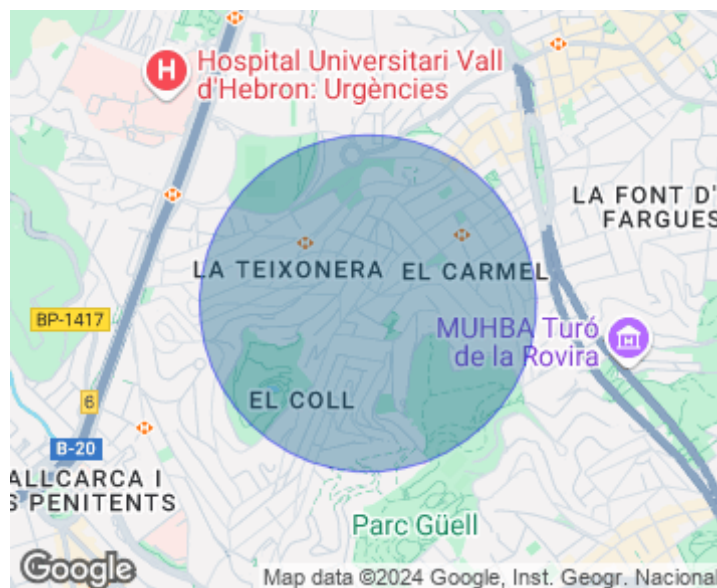 H
Hospital Universitari Vall
d'Hebron: Urgències
LA FONT D'
FARGUES
LA TEIXONERA
EL CARMEL
BP-1417
MUHBA Turó
de la Rovira
6
EL COLL
B-20
ALLCARCA I
S PENITENTS
Parc Güell
Google
Map data ©2024 Google, Inst. Geogr. Nacional